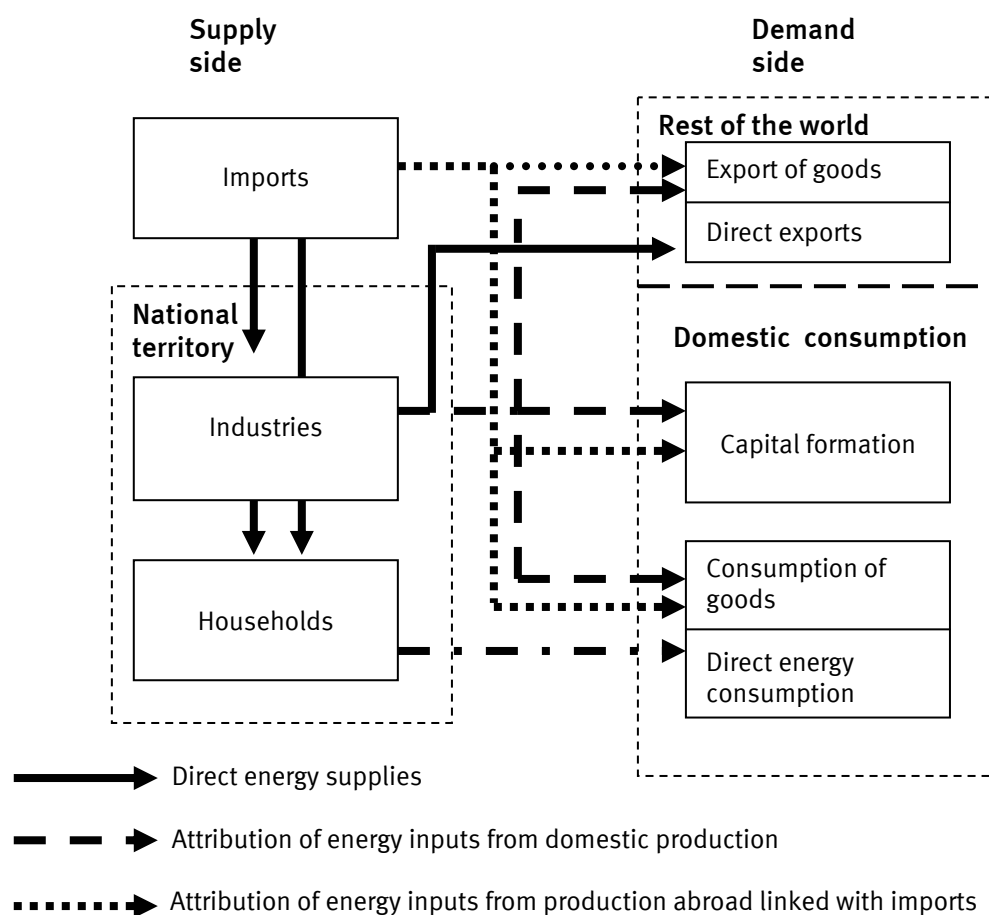 Supply
side
Demand
side
Rest of the world
Imports
Export of goods
Direct exports
National
territory
Domestic consumption
Industries
Capital formation
Households
Consumption of
goods
Direct energy
consumption
Direct energy supplies
Attribution of energy inputs from domestic production
Attribution of energy inputs from production abroad linked with imports